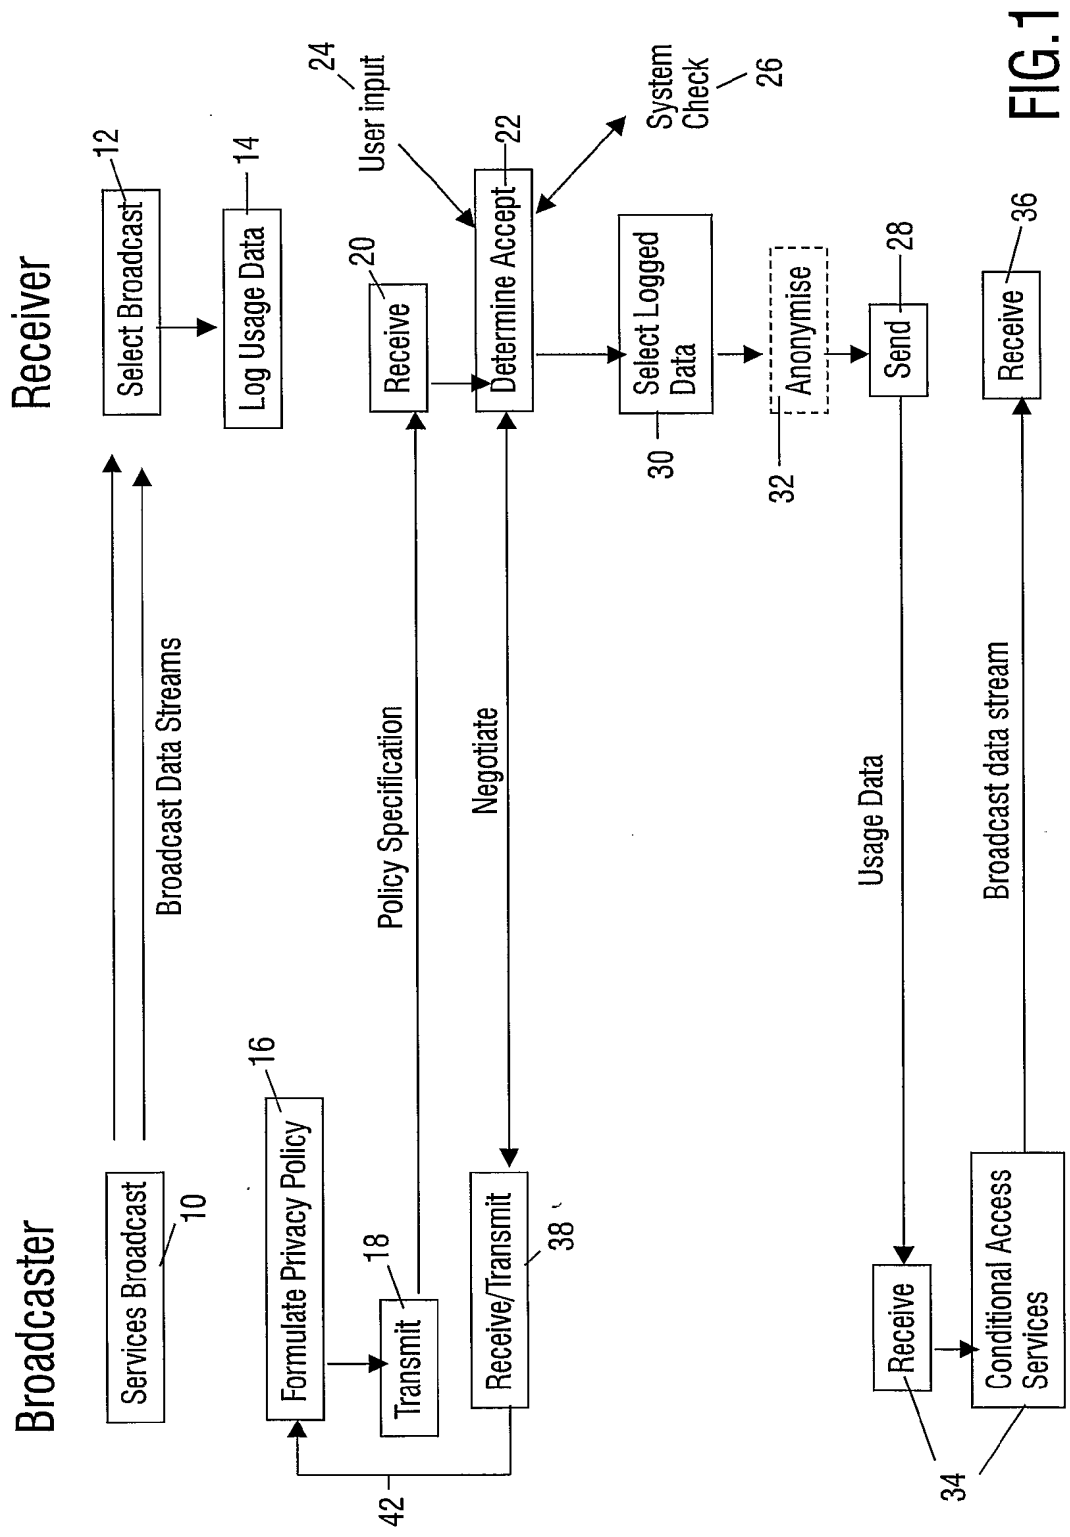 Broadcaster
Receiver
Services Broadcast
10
Broadcast Data Streams
Select Broadcast
12
Log Usage Data
14
Formulate Privacy Policy
16
Transmit
18
Policy Specification
Receive
20
User input
24
Receive/Transmit
38
42
Negotiate
Determine Accept
22
System
Check
26
Select Logged
Data
30
Anonymise
32
Send
28
Usage Data
Receive
34
Conditional Access
Services
Broadcast data stream
Receive
36
FIG.1